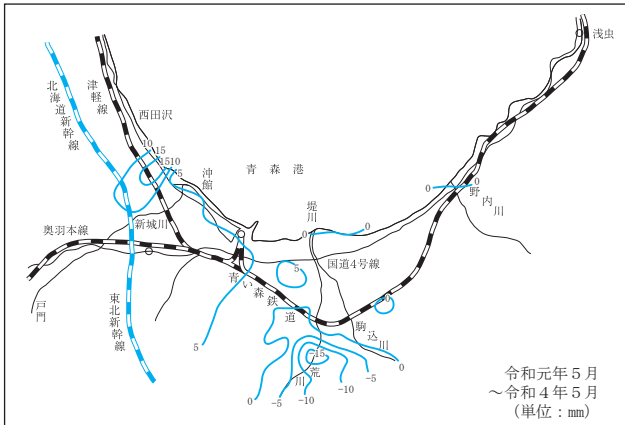 浅虫
津軽線
北海道新幹線
西田沢
10
15
15
10
5
沖館
青森港
堤川
0
0
0
0
野内川
新城川
奥羽本線
国道4号線
5
青い森鉄道
戸門
東北新幹線
駒込川
-15
荒川
5
0
-5
-10
-10
-5
0
令和元年5月
~令和4年5月
(単位:mm)